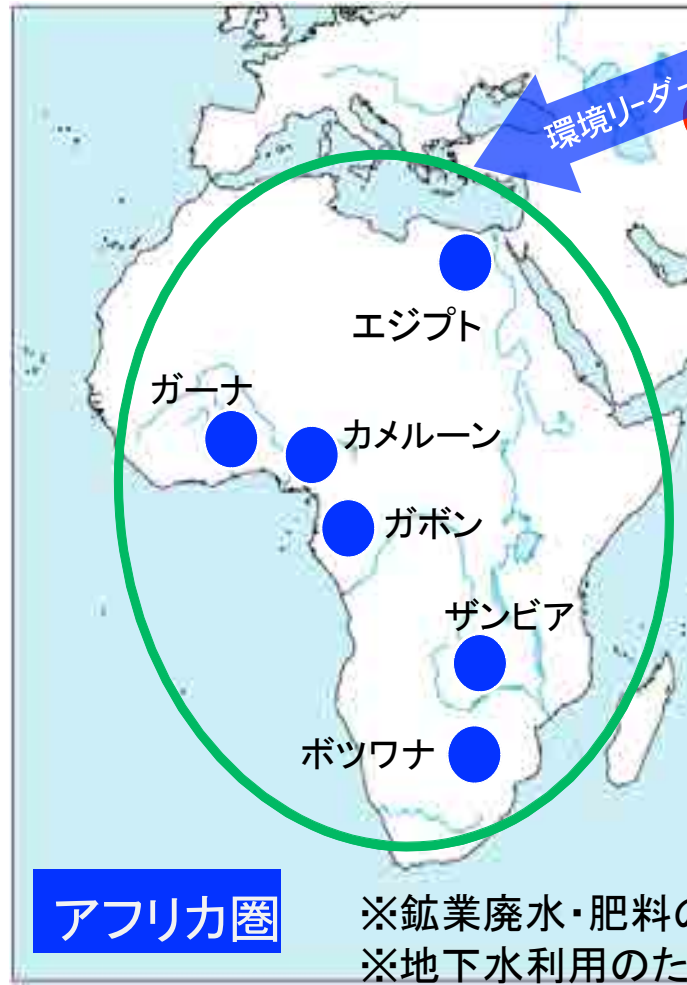 環境リーダー
エジプト
ガーナ
カメルーン
ガボン
ザンビア
ボツワナ
アフリカ圏
※鉱業廃水・肥料の
※地下水利用のた